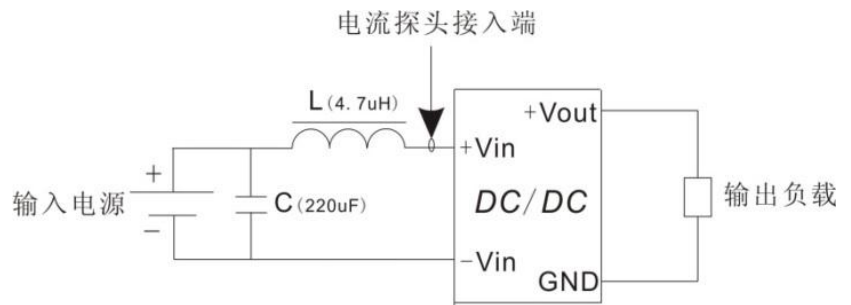 电流探头接入端
L(4.7uH)
+Vout
+Vin
+
输入电源
C(220uF)
DC/DC
输出负载
−
−Vin
GND